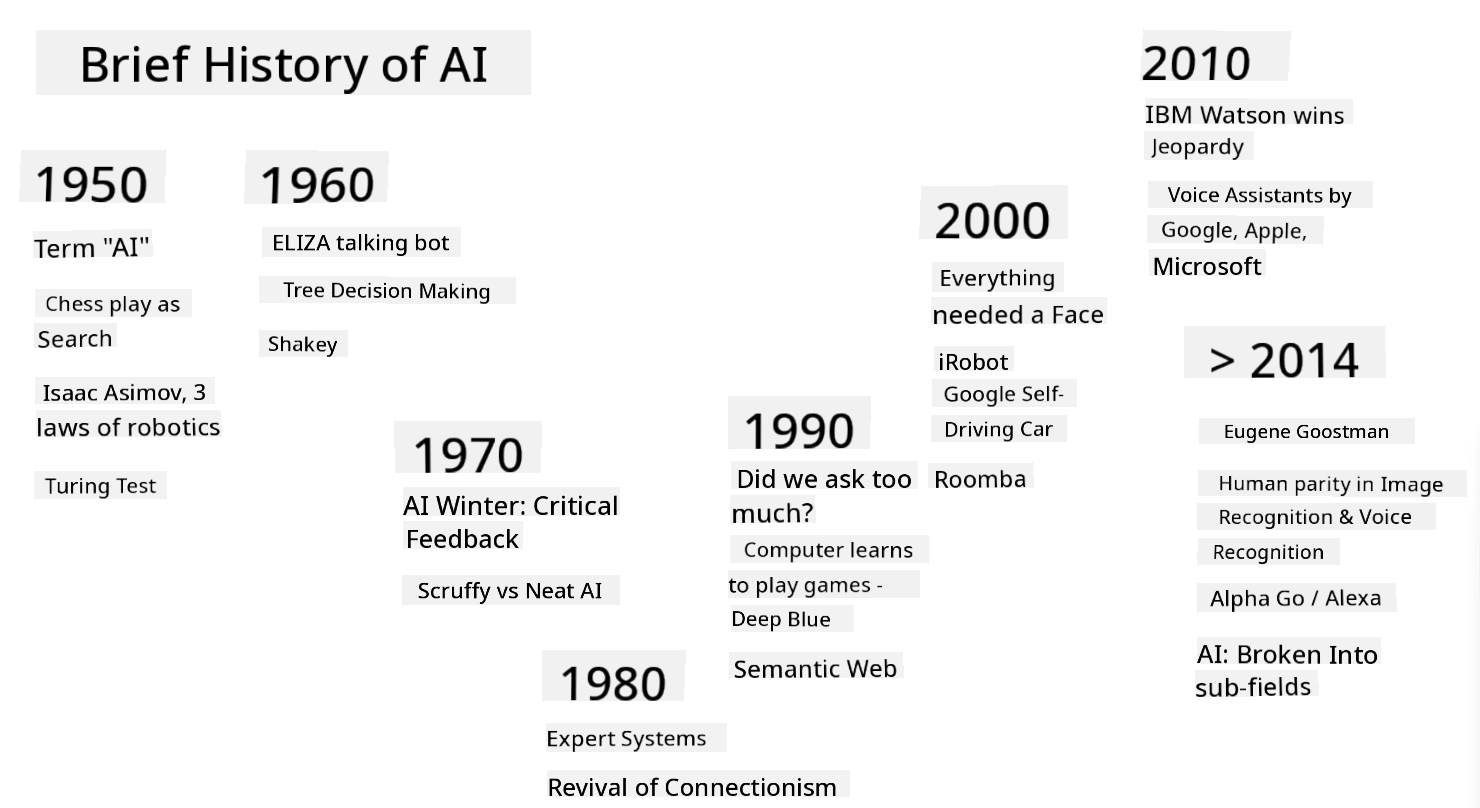 Brief History of AI
1950
Term "AI"
Chess play as
Search
Isaac Asimov, 3
laws of robotics
Turing Test
1960
ELIZA talking bot
Tree Decision Making
Shakey
1970
AI Winter: Critical
Feedback
Scruffy vs Neat AI
1980
Expert Systems
Revival of Connectionism
1990
Did we ask too
much?
Computer learns
to play games -
Deep Blue
Semantic Web
2000
Everything
needed a Face
iRobot
Google Self-
Driving Car
Roomba
2010
IBM Watson wins
Jeopardy
Voice Assistants by
Google, Apple,
Microsoft
> 2014
Eugene Goostman
Human parity in Image
Recognition & Voice
Recognition
Alpha Go / Alexa
AI: Broken Into
sub-fields